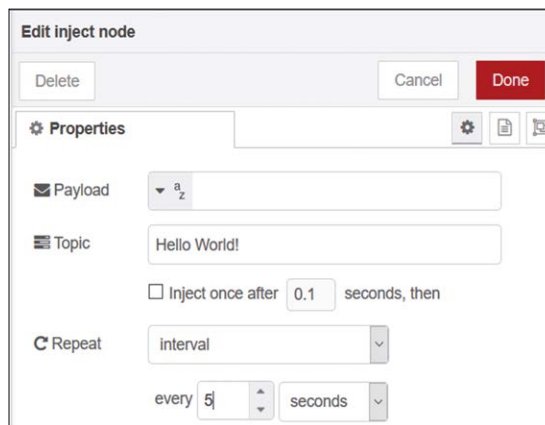 Edit inject node
Delete Cancel Done
Properties
Payload a z
Topic Hello World!
Inject once after 0.1 seconds, then
Repeat interval
every 5 seconds